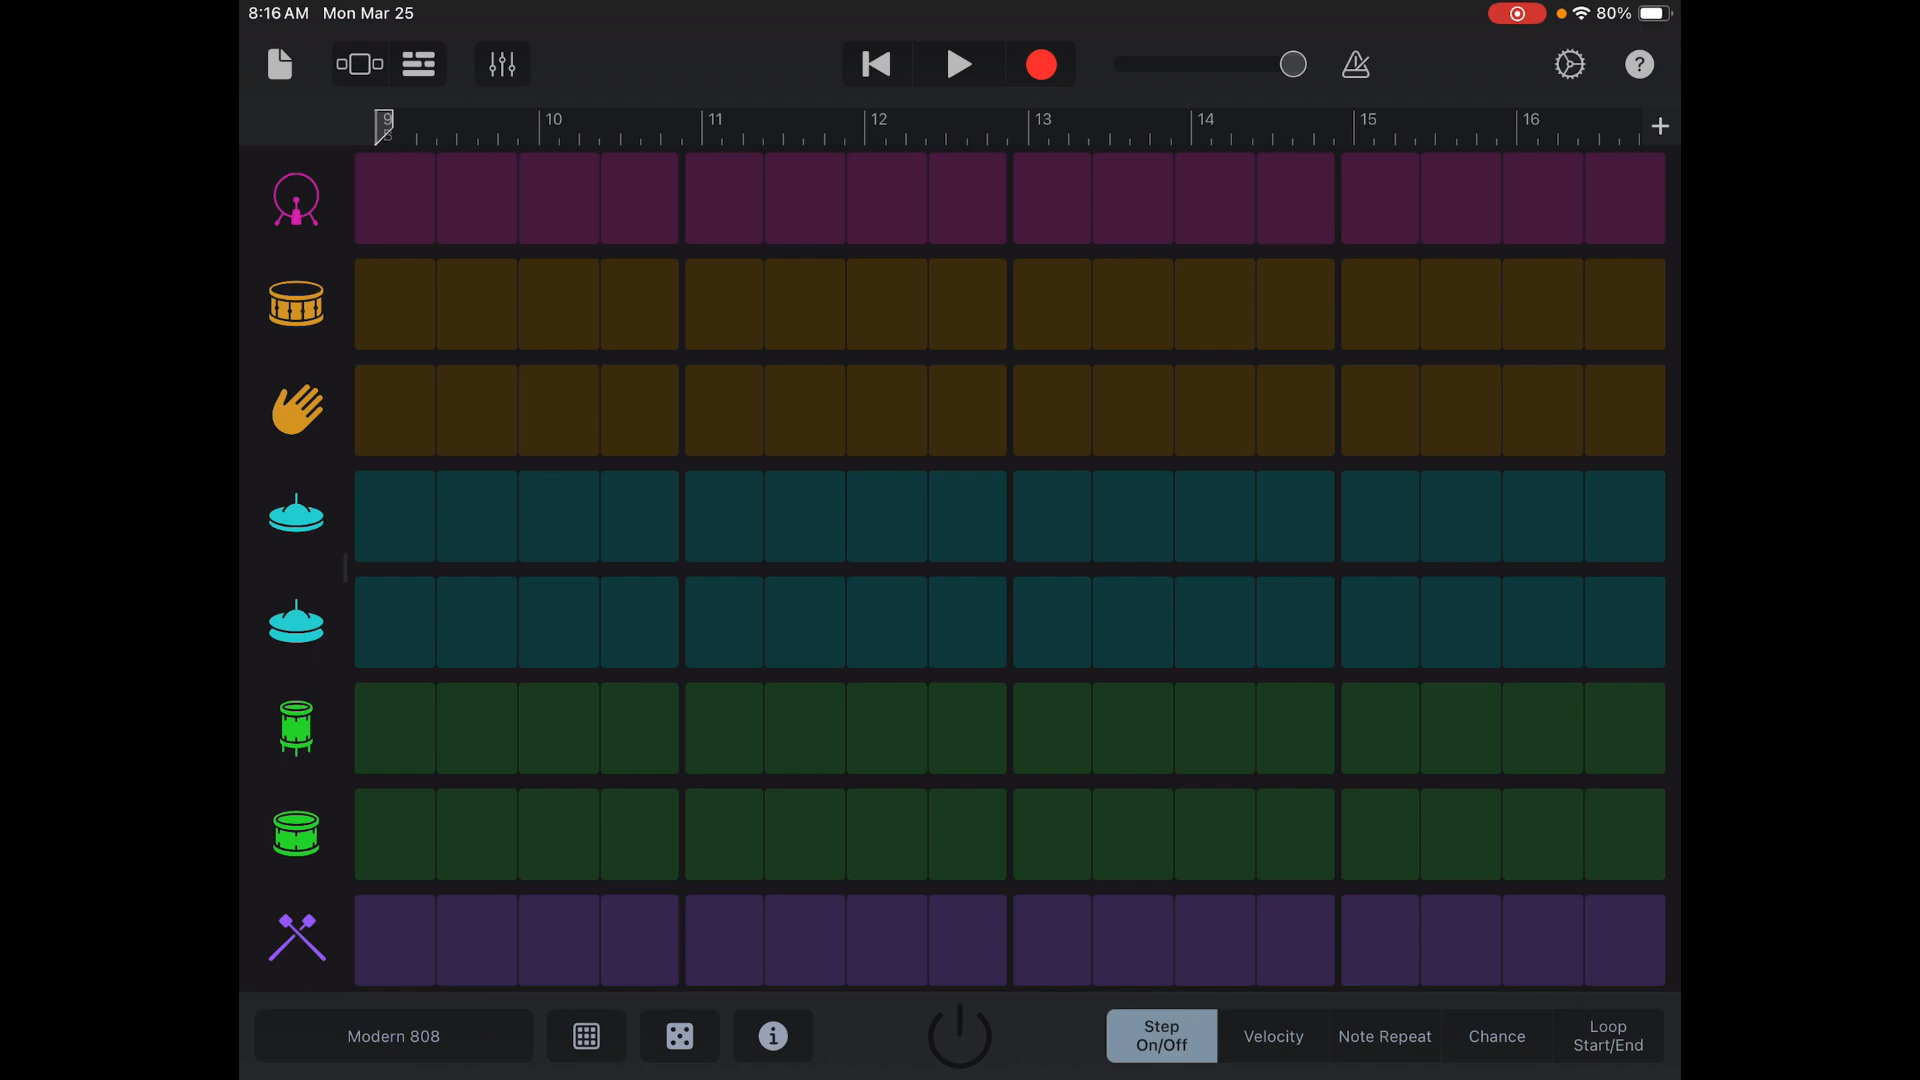 8:16 AM Mon Mar 25
80%
?
9 10 11 12 13 14 15 16 +
B
Modern 808
i
Step
On/Off
Velocity
Note Repeat
Chance
Loop
Start/End